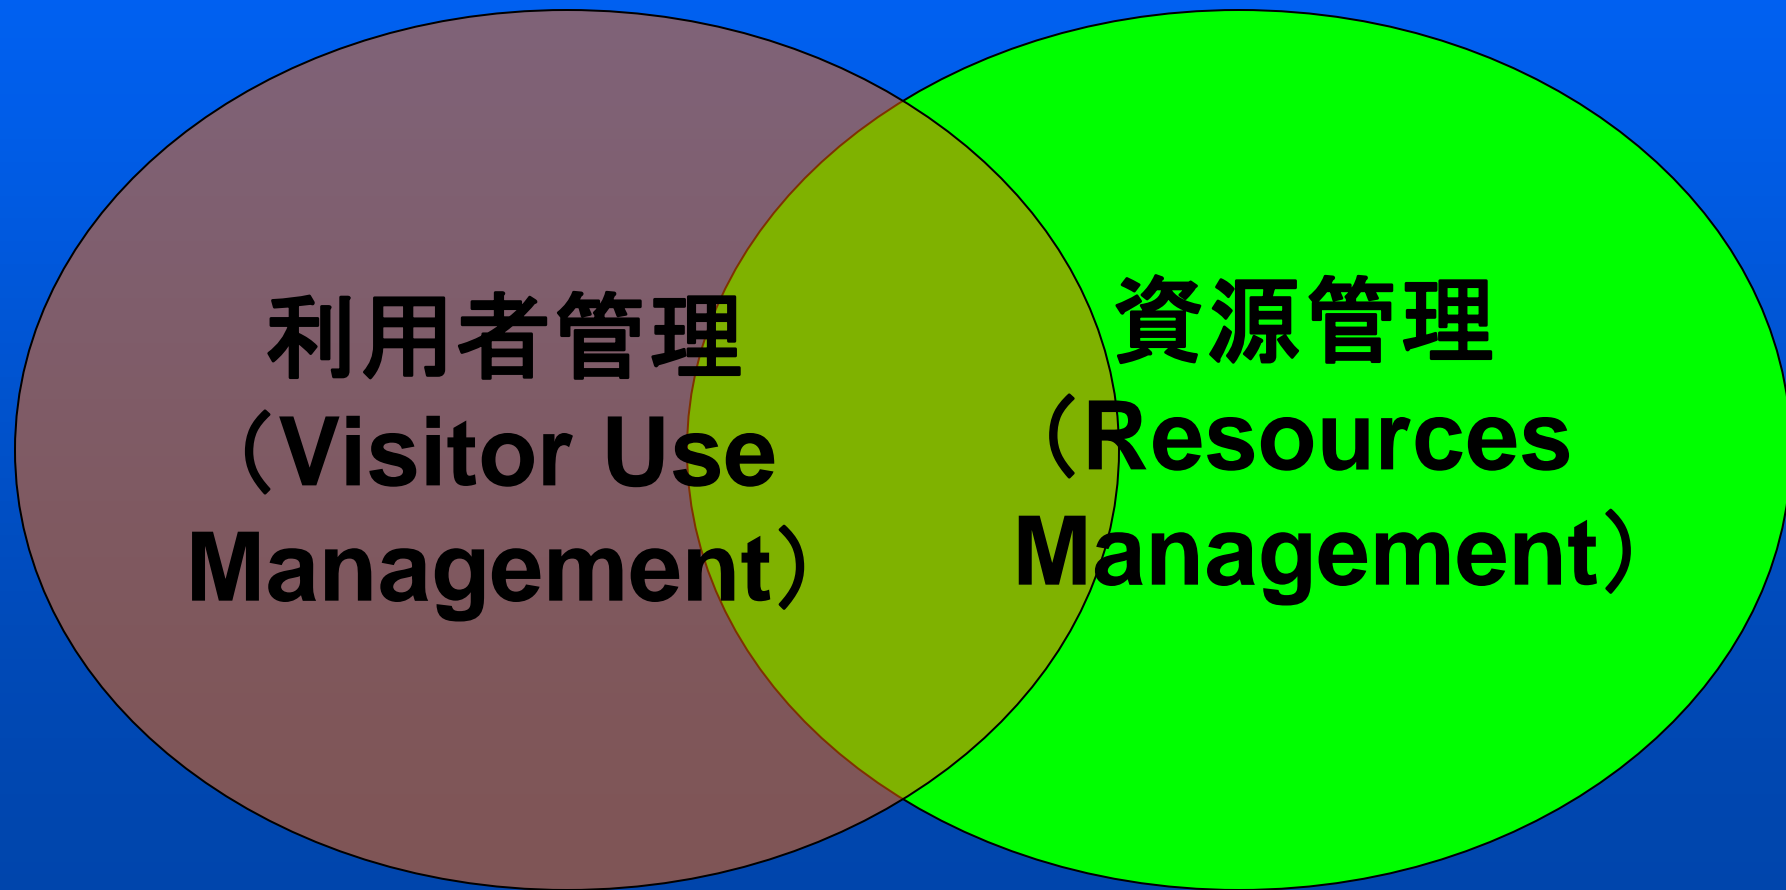 利用者管理
（Visitor Use
Management）
資源管理
（Resources
Management）